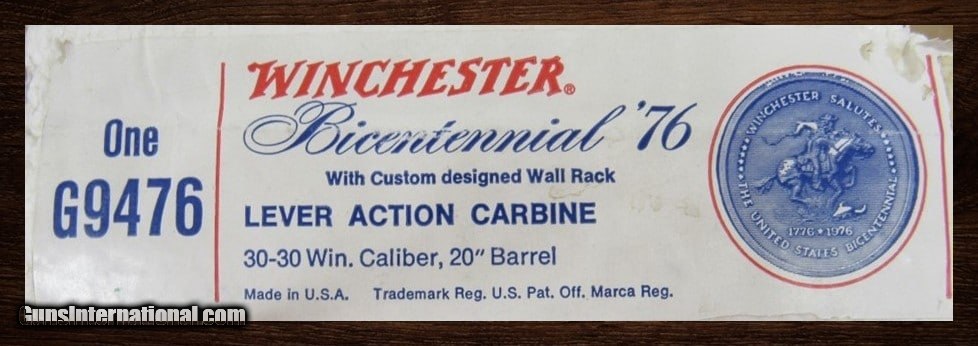 One
G9476
WINCHESTER®
Bicentennial '76
With Custom designed Wall Rack
LEVER ACTION CARBINE
30-30 Win. Caliber, 20" Barrel
Made in U.S.A. Trademark Reg. U.S. Pat. Off. Marca Reg.
WINCHESTER SALUTES
THE UNITED STATES BICENTENNIAL
1776 ★ 1976
GunsInternational.com